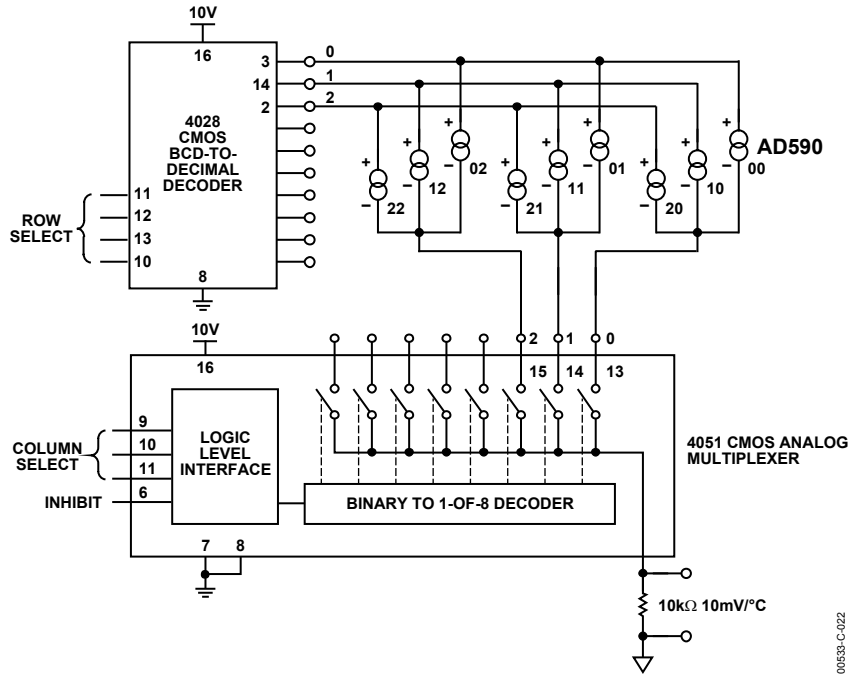 10V
16
3 0
14 1
2 2
4028
CMOS
BCD-TO-
DECIMAL
DECODER
+ + + + + + + + +
− − − − − − − − −
AD590
02 01 00
12 11 10
22 21 20
ROW
SELECT
11
12
13
10
8
10V
16
2 1 0
15 14 13
COLUMN
SELECT
9
10
11
INHIBIT 6
LOGIC
LEVEL
INTERFACE
4051 CMOS ANALOG
MULTIPLEXER
BINARY TO 1-OF-8 DECODER
7 8
10kΩ 10mV/°C
00533-C-022